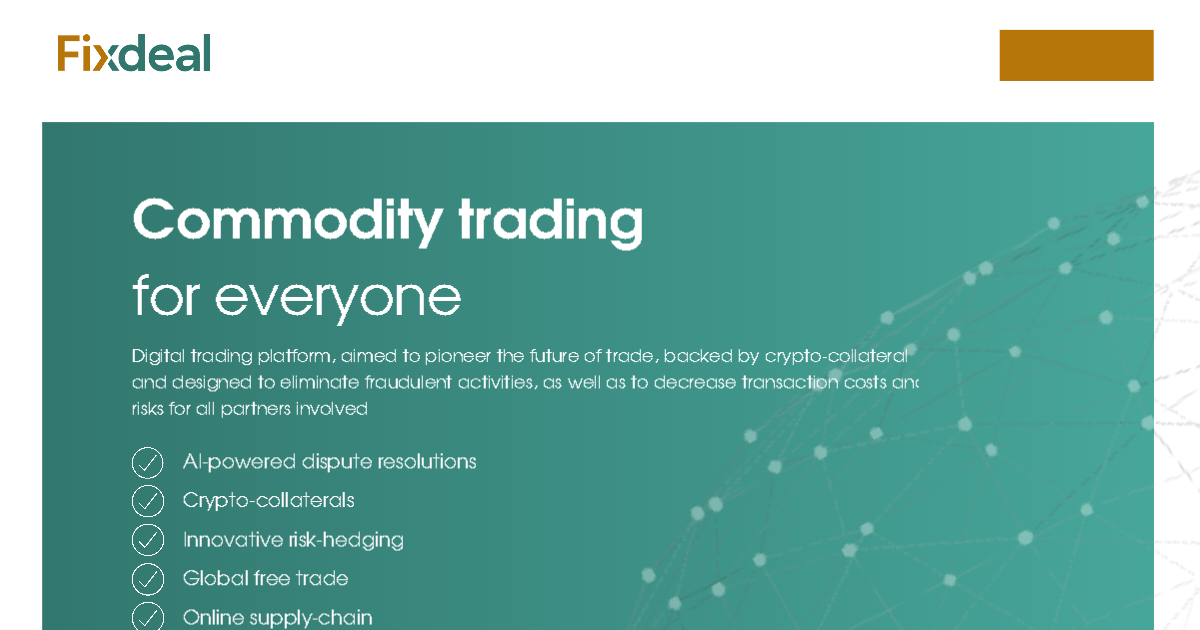 Fixdeal
Commodity trading
for everyone
Digital trading platform, aimed to pioneer the future of trade, backed by crypto-collateral
and designed to eliminate fraudulent activities, as well as to decrease transaction costs and
risks for all partners involved
AI-powered dispute resolutions
Crypto-collaterals
Innovative risk-hedging
Global free trade
Online supply-chain